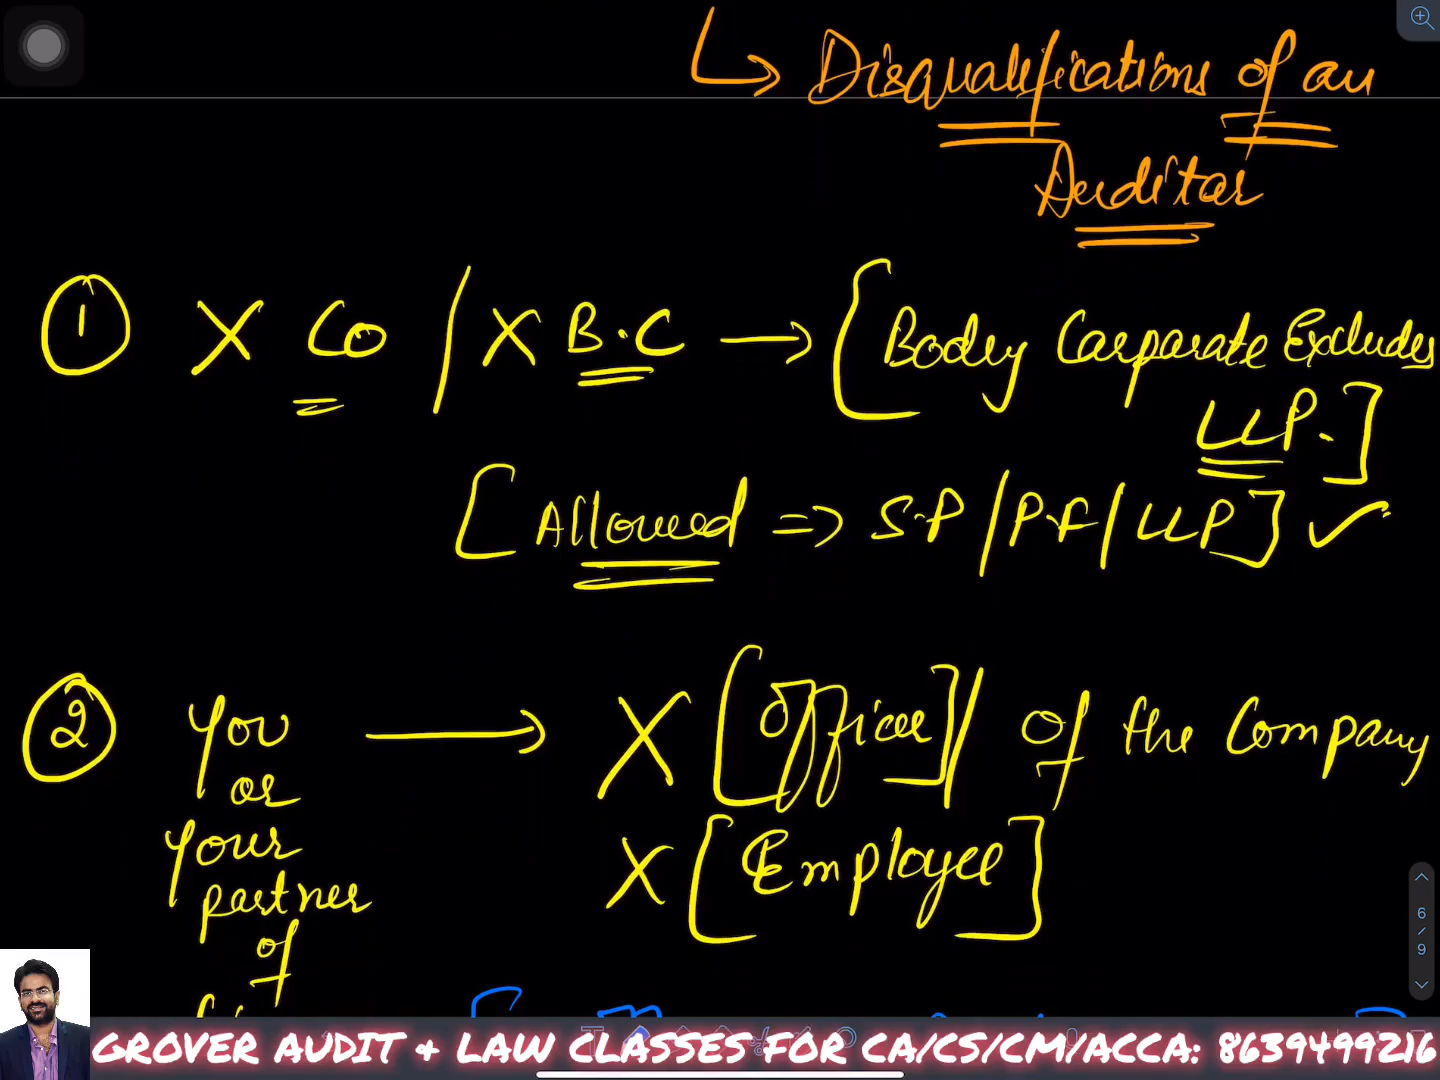 ↳ Disqualifications of an
Auditor
① X Co / X B.C → [Body Corporate Excludes
LLP.]
[Allowed => S.P / P.F / LLP] ✓
② You → X [Officer] / of the Company
or
your X [Employee]
partner
of
6
/
9
GROVER AUDIT + LAW CLASSES FOR CA/CS/CM/ACCA: 8639499216